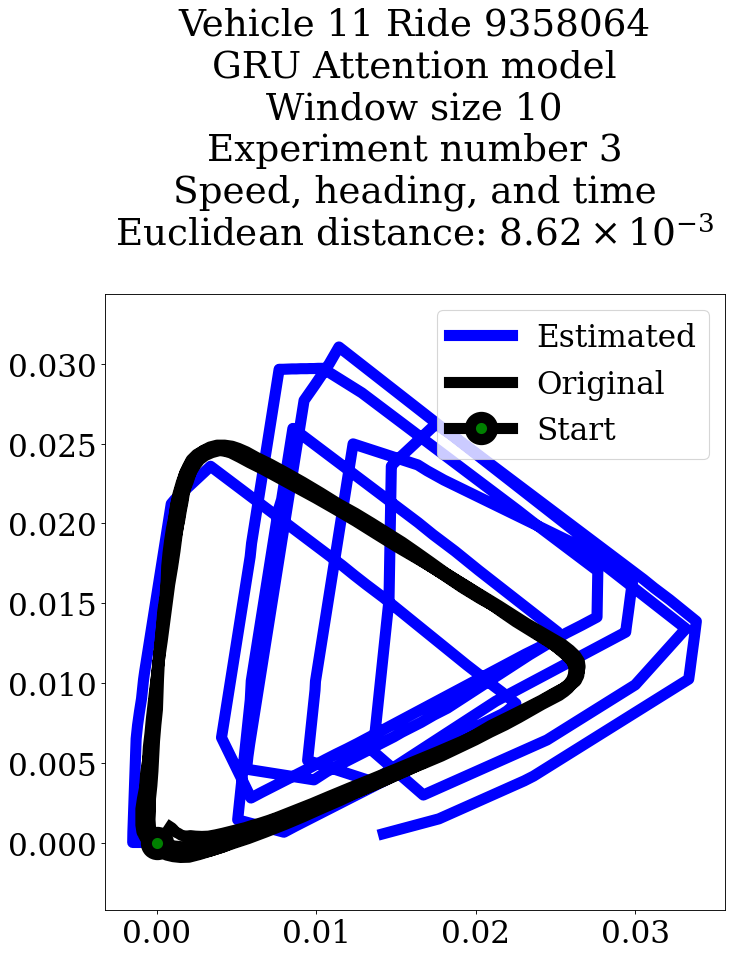 Vehicle 11 Ride 9358064
GRU Attention model
Window size 10
Experiment number 3
Speed, heading, and time
Euclidean distance: 8.62 × 10⁻³
Estimated
Original
Start
0.030
0.025
0.020
0.015
0.010
0.005
0.000
0.00 0.01 0.02 0.03